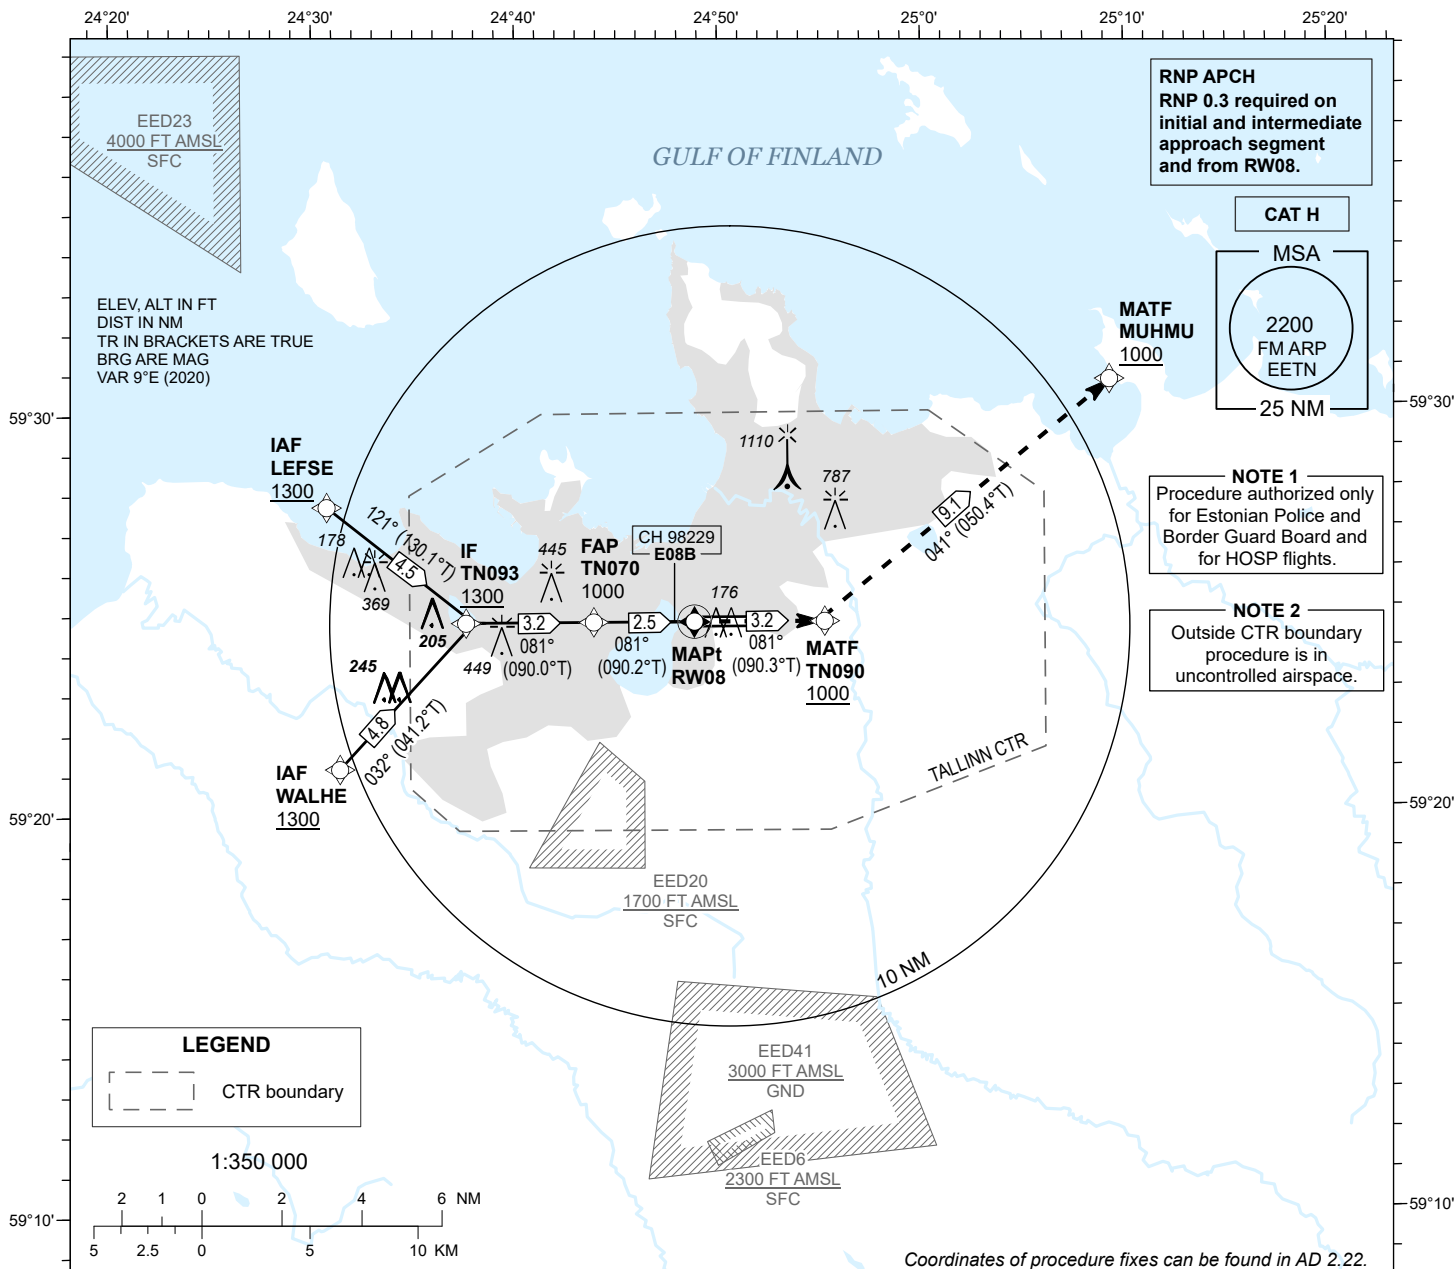 24°20'
24°30'
24°40'
24°50'
25°0'
25°10'
25°20'
EED23
4000 FT AMSL
SFC
GULF OF FINLAND
RNP APCH
RNP 0.3 required on
initial and intermediate
approach segment
and from RW08.
CAT H
MSA
2200
FM ARP
EETN
25 NM
ELEV, ALT IN FT
DIST IN NM
TR IN BRACKETS ARE TRUE
BRG ARE MAG
VAR 9°E (2020)
MATF
MUHMU
1000
59°30'
59°30'
IAF
LEFSE
1300
1110
787
NOTE 1
Procedure authorized only
for Estonian Police and
Border Guard Board and
for HOSP flights.
121° (130.1°T)
4.5
178
369
205
IF
TN093
1300
445
FAP
TN070
1000
CH 98229
E08B
9.1
041° (050.4°T)
176
3.2
081°
(090.0°T)
449
2.5
081°
(090.2°T)
MAPt
RW08
3.2
081°
(090.3°T)
MATF
TN090
1000
NOTE 2
Outside CTR boundary
procedure is in
uncontrolled airspace.
245
4.8
032° (041.2°T)
IAF
WALHE
1300
TALLINN CTR
59°20'
59°20'
EED20
1700 FT AMSL
SFC
10 NM
EED41
3000 FT AMSL
GND
EED6
2300 FT AMSL
SFC
LEGEND
CTR boundary
1:350 000
2 1 0 2 4 6 NM
5 2.5 0 5 10 KM
59°10'
59°10'
Coordinates of procedure fixes can be found in AD 2.22.